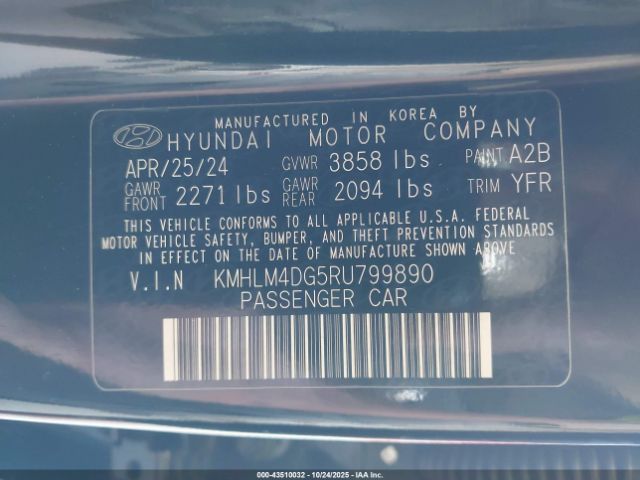 MANUFACTURED IN KOREA BY
HYUNDAI MOTOR COMPANY
APR/25/24 GVWR 3858 lbs PAINT A2B
GAWR FRONT 2271 lbs GAWR REAR 2094 lbs TRIM YFR
THIS VEHICLE CONFORMS TO ALL APPLICABLE U.S.A. FEDERAL
MOTOR VEHICLE SAFETY, BUMPER, AND THEFT PREVENTION STANDARDS
IN EFFECT ON THE DATE OF MANUFACTURE SHOWN ABOVE
V.I.N KMHLM4DG5RU799890
PASSENGER CAR
000-43510032 - 10/24/2025 - IAAI.com